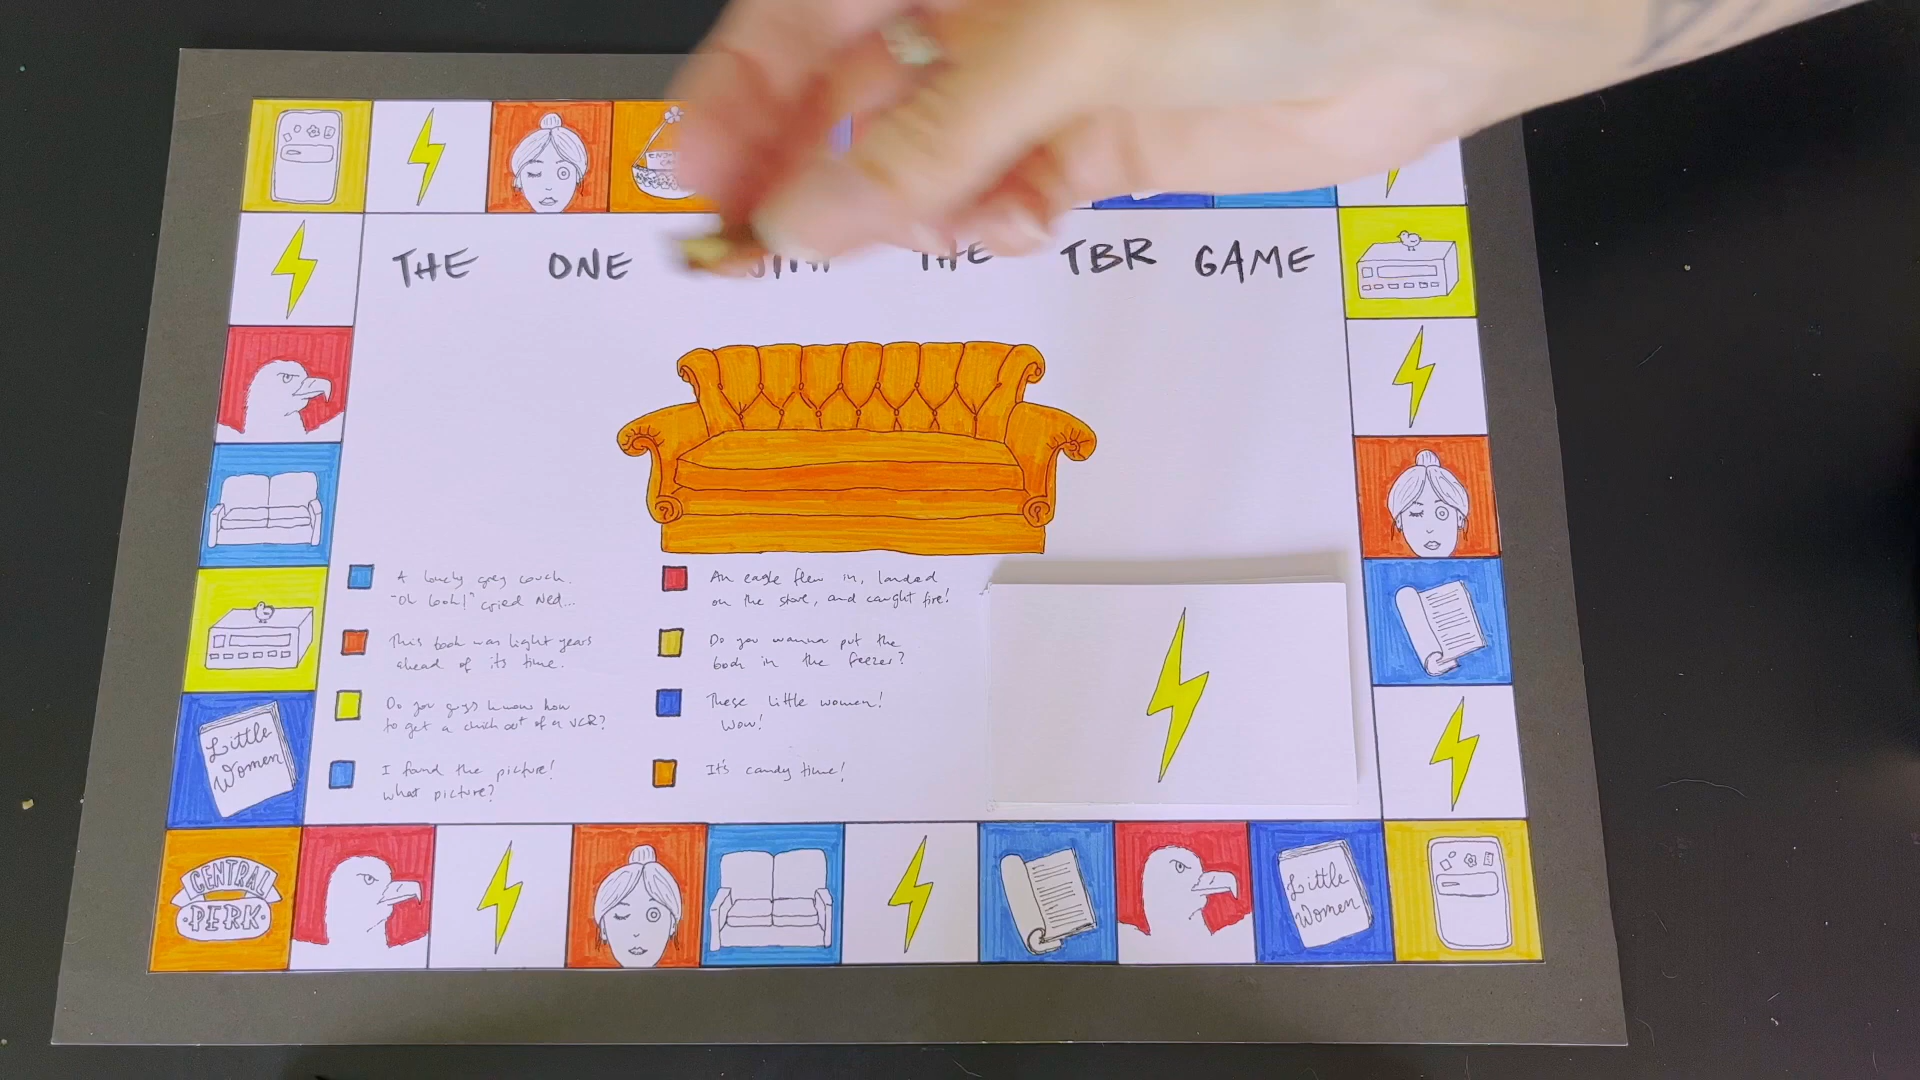 THE ONE WITH THE TBR GAME
A lovely grey couch.
"Oh look!" cried Ned...
This book was light years
ahead of its time.
Do you guys know how
to get a chick out of a VCR?
I found the picture!
What picture?
An eagle flew in, landed
on the stove, and caught fire!
Do you wanna put the
book in the freezer?
These little women!
Wow!
It's candy time!
Little
Women
CENTRAL
PERK
Little
Women